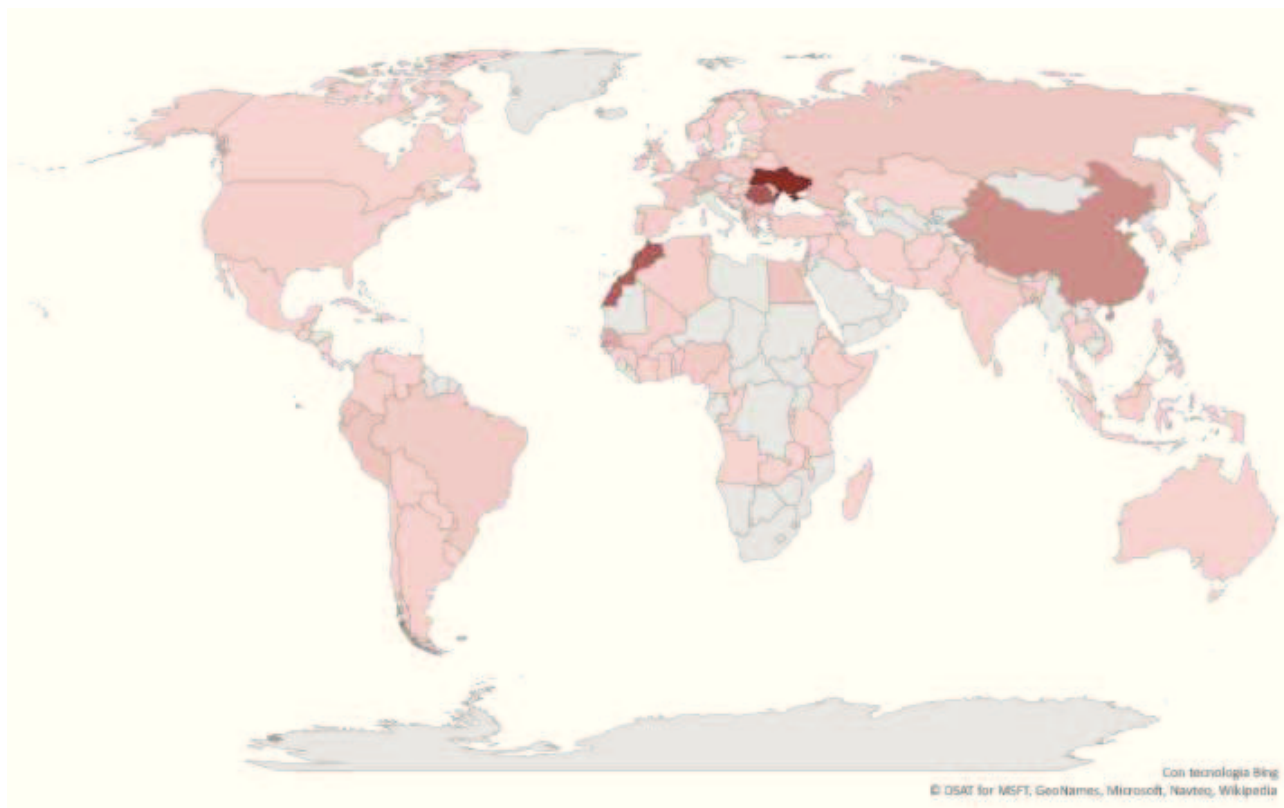 Con tecnologia Bing
© DSAT for MSFT, GeoNames, Microsoft, Navteq, Wikipedia